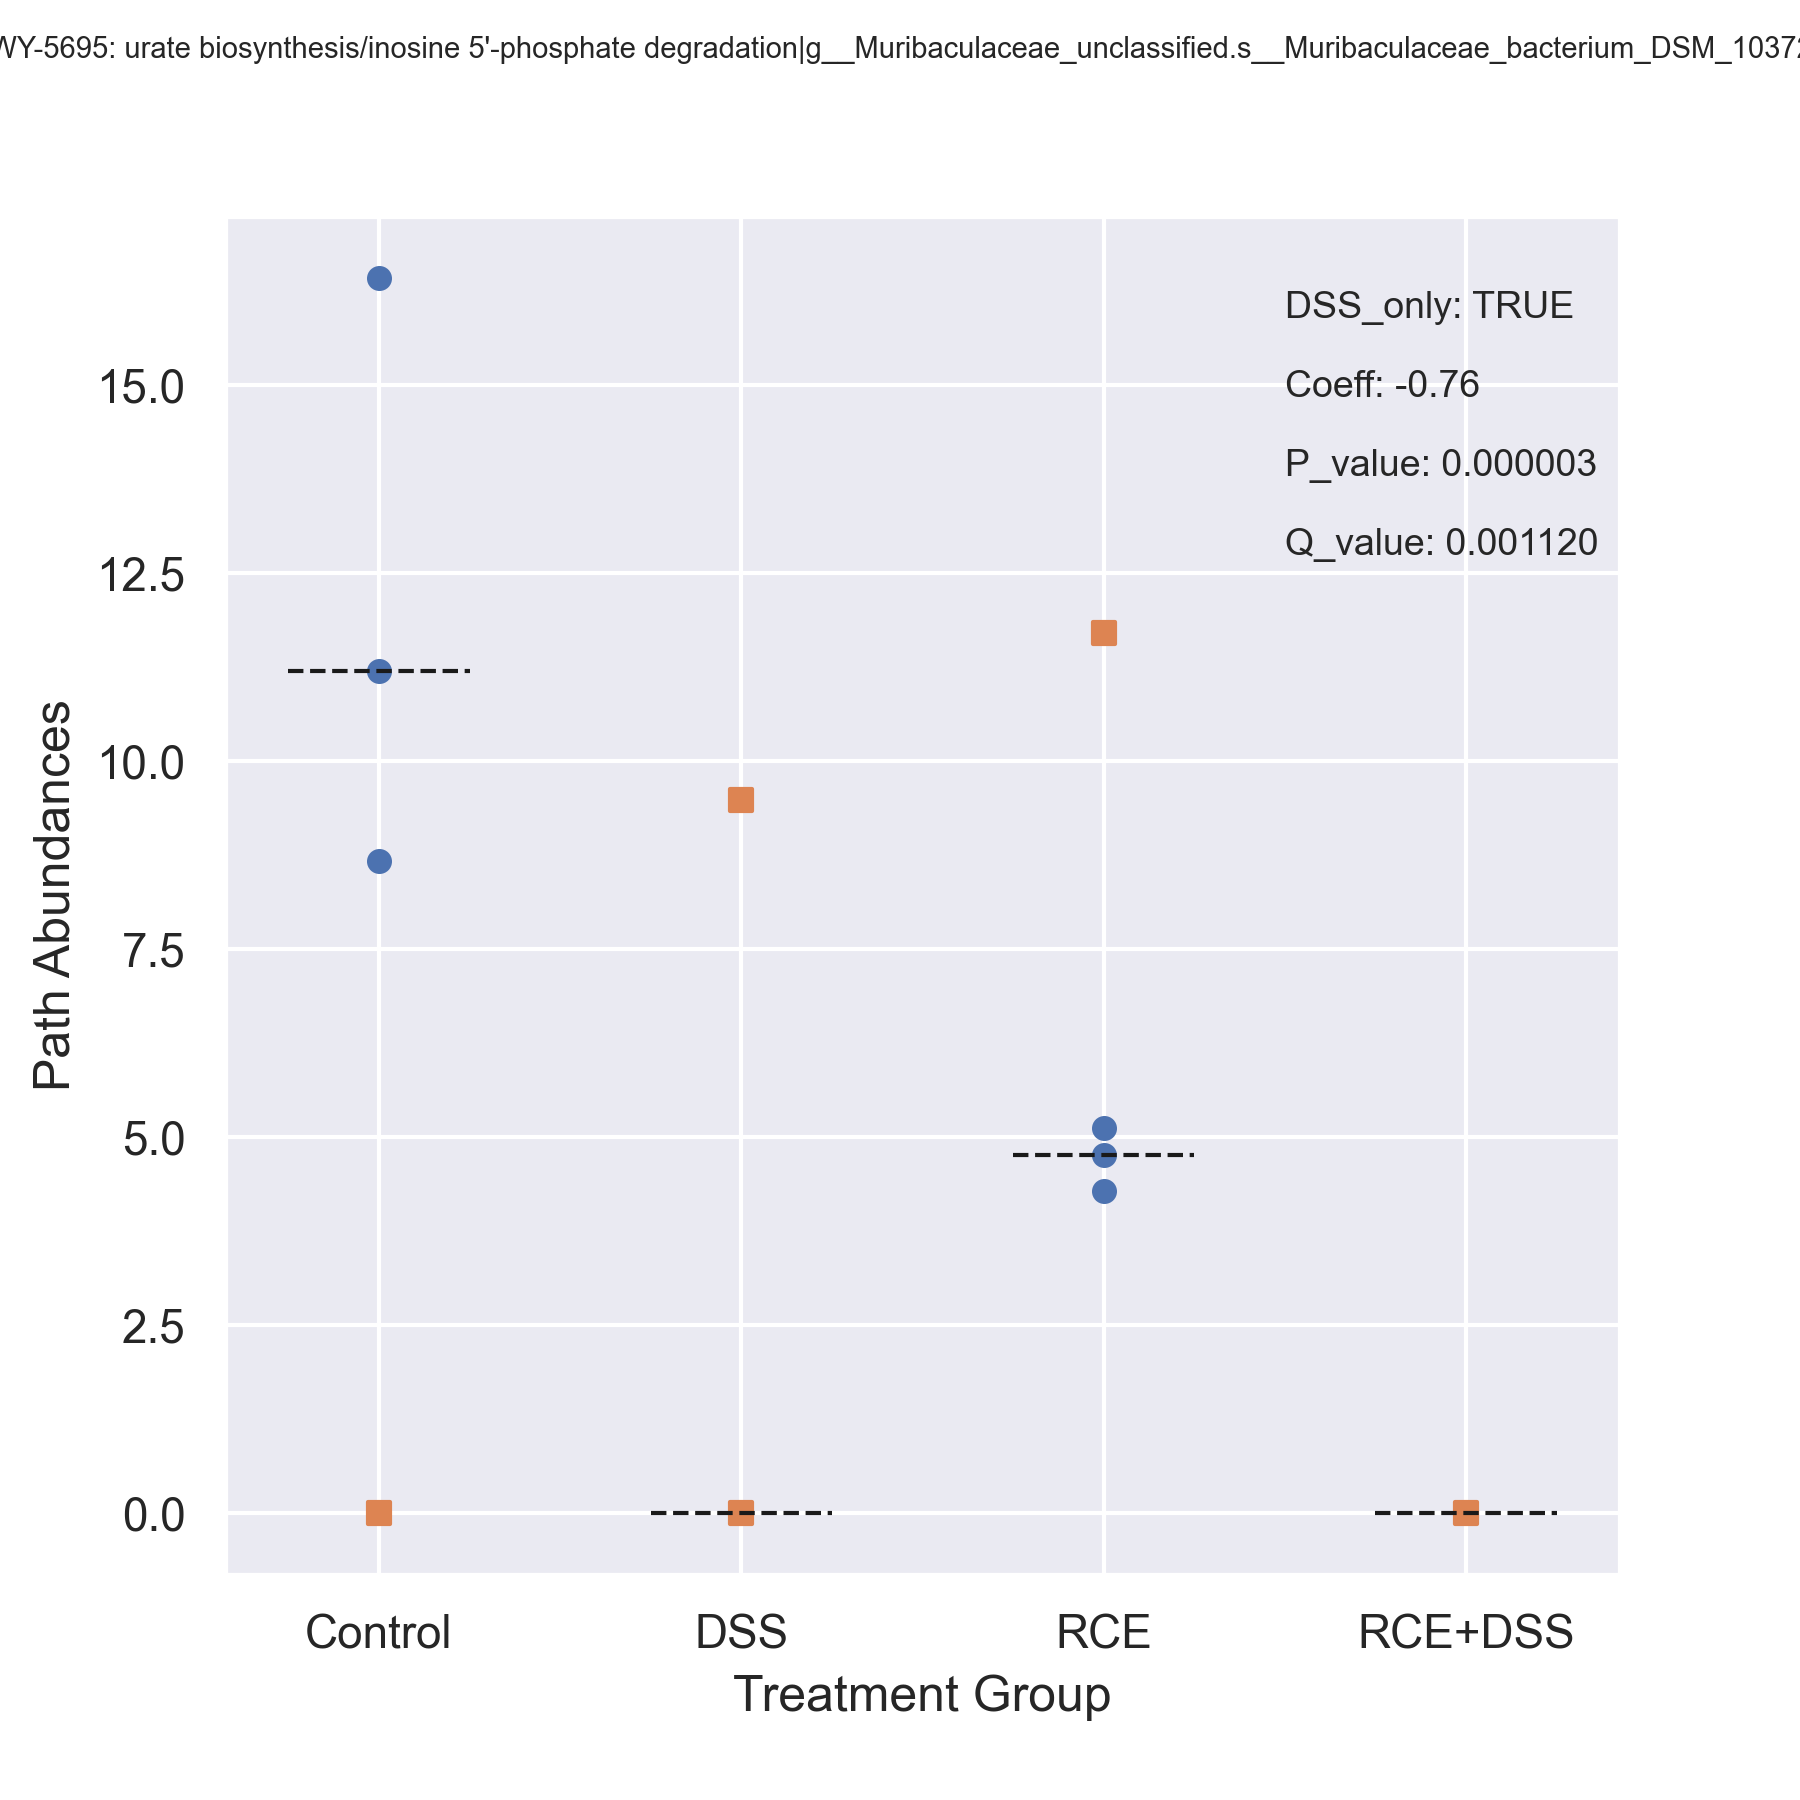 WY-5695: urate biosynthesis/inosine 5'-phosphate degradation|g__Muribaculaceae_unclassified.s__Muribaculaceae_bacterium_DSM_10372
DSS_only: TRUE
Coeff: -0.76
P_value: 0.000003
Q_value: 0.001120
15.0
12.5
10.0
7.5
5.0
2.5
0.0
Path Abundances
Control DSS RCE RCE+DSS
Treatment Group